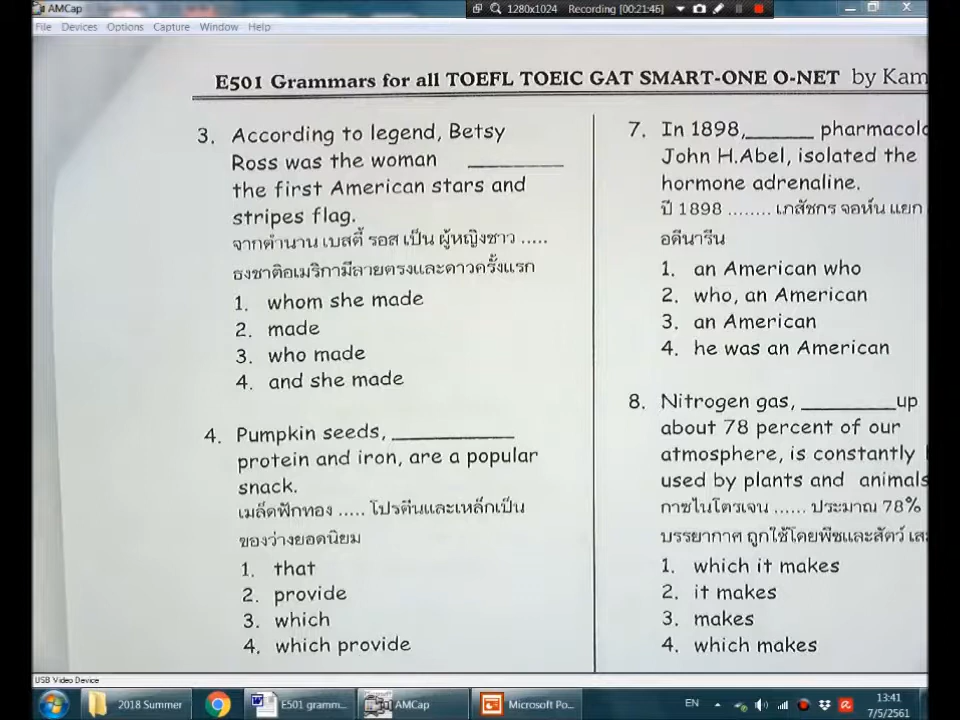 AMCap
1280x1024 Recording [00:21:46]
File Devices Options Capture Window Help
E501 Grammars for all TOEFL TOEIC GAT SMART-ONE O-NET by Kam
3. According to legend, Betsy
Ross was the woman __________
the first American stars and
stripes flag.
จากตำนาน เบสตี้ รอส เป็น ผู้หญิงชาว .....
ธงชาติอเมริกามีลายตรงและดาวครั้งแรก
1. whom she made
2. made
3. who made
4. and she made
4. Pumpkin seeds, ____________
protein and iron, are a popular
snack.
เมล็ดฟักทอง ..... โปรตีนและเหล็กเป็น
ของว่างยอดนิยม
1. that
2. provide
3. which
4. which provide
7. In 1898,_______ pharmacolo
John H.Abel, isolated the
hormone adrenaline.
ปี 1898 ........ เภสัชกร จอห์น แยก
อดีนารีน
1. an American who
2. who, an American
3. an American
4. he was an American
8. Nitrogen gas, _________up
about 78 percent of our
atmosphere, is constantly
used by plants and animals
กาซไนโตรเจน ...... ประมาณ 78%
บรรยากาศ ถูกใช้โดยพืชและสัตว์ เส
1. which it makes
2. it makes
3. makes
4. which makes
USB Video Device
2018 Summer
E501 gramm...
AMCap
Microsoft Po...
EN
13:41
7/5/2561